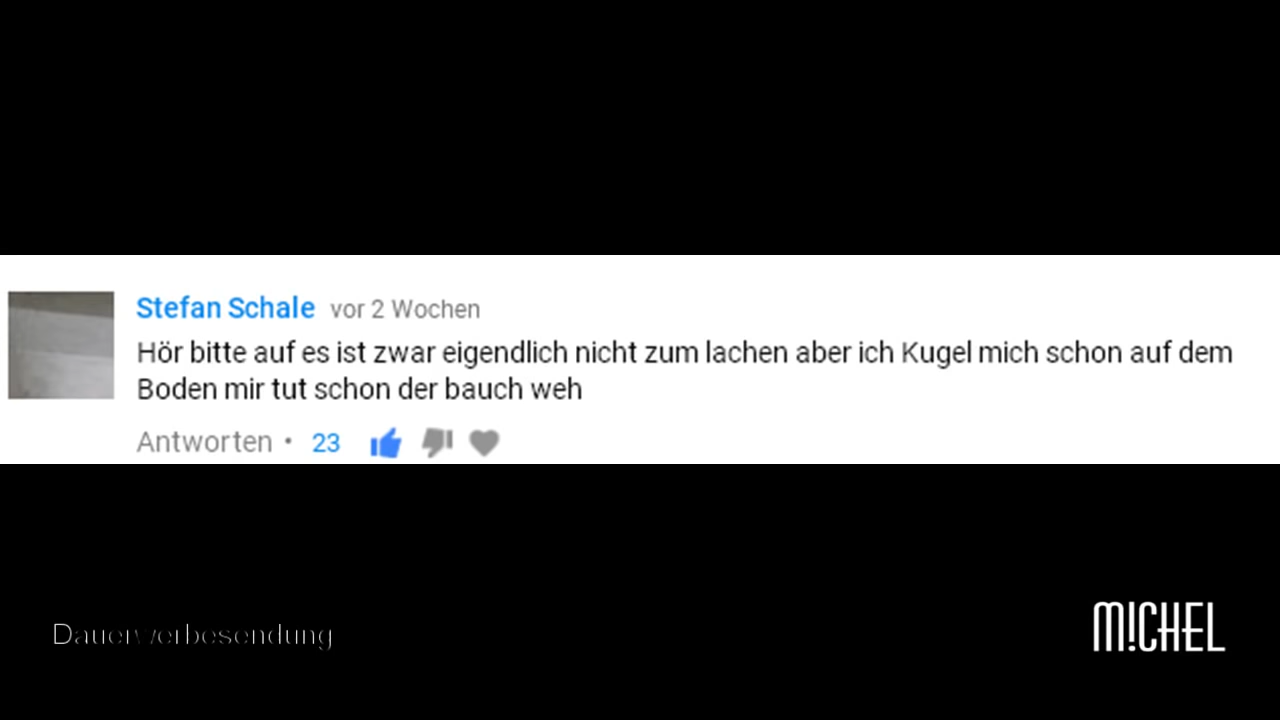 Stefan Schale vor 2 Wochen
Hör bitte auf es ist zwar eigendlich nicht zum lachen aber ich Kugel mich schon auf dem
Boden mir tut schon der bauch weh
Antworten • 23
Dauerwerbesendung
M!CHEL